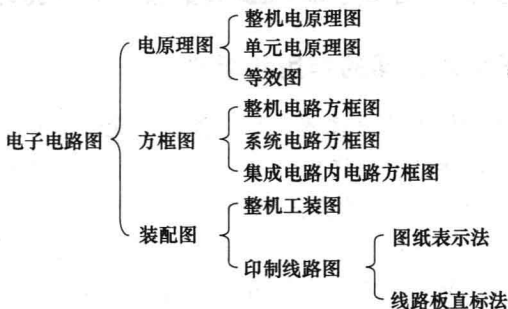 电子电路图
电原理图
整机电原理图
单元电原理图
等效图
方框图
整机电路方框图
系统电路方框图
集成电路内电路方框图
装配图
整机工装图
印制线路图
图纸表示法
线路板直标法